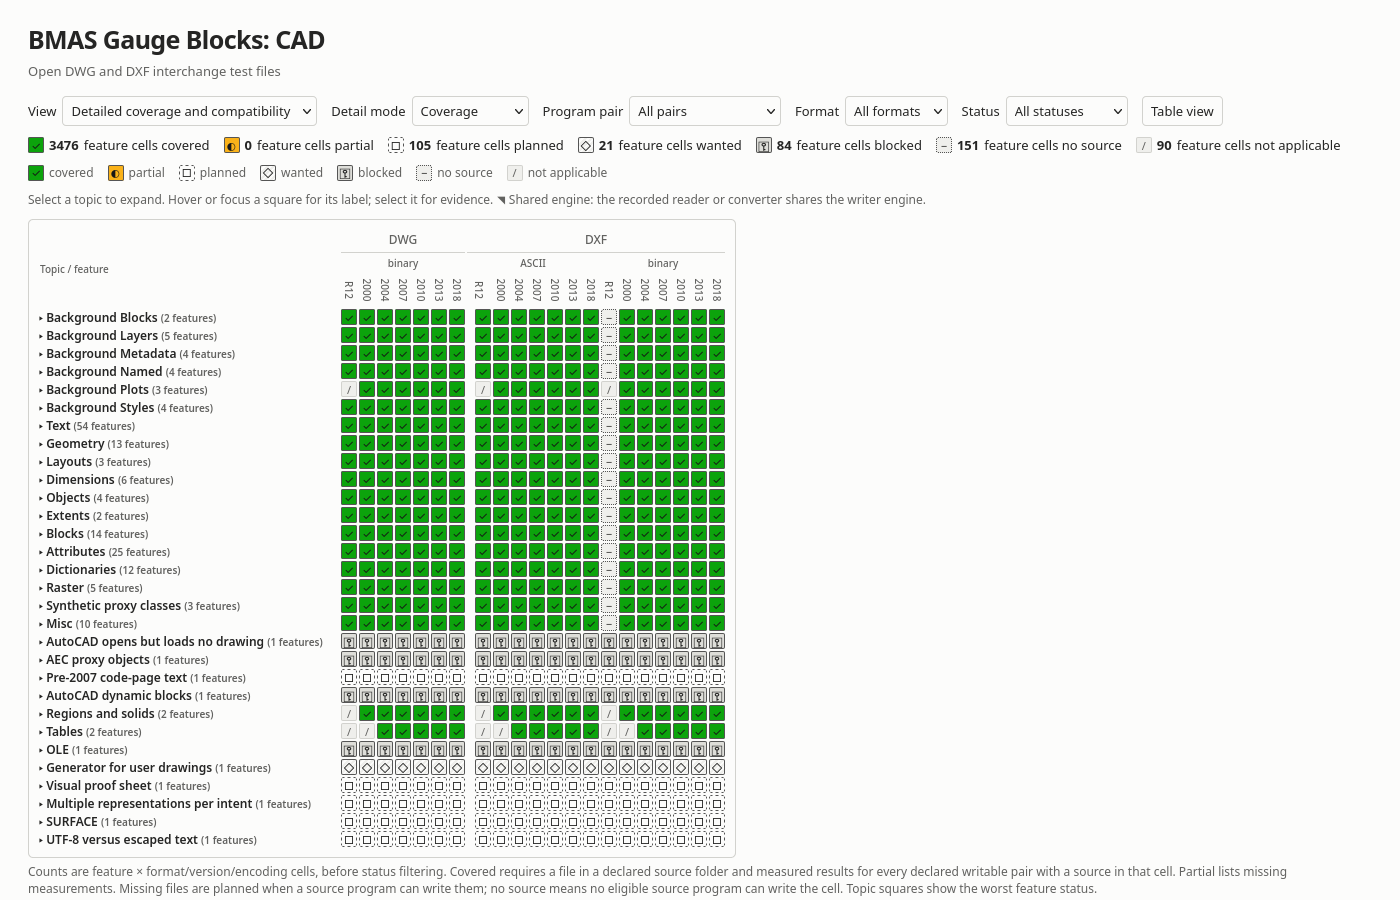 BMAS Gauge Blocks: CAD
Open DWG and DXF interchange test files
View Detailed coverage and compatibility Detail mode Coverage Program pair All pairs Format All formats Status All statuses Table view
3476 feature cells covered 0 feature cells partial 105 feature cells planned 21 feature cells wanted 84 feature cells blocked 151 feature cells no source 90 feature cells not applicable
covered partial planned wanted blocked no source not applicable
Select a topic to expand. Hover or focus a square for its label; select it for evidence. ◥ Shared engine: the recorded reader or converter shares the writer engine.
DWG DXF
binary ASCII binary
Topic / feature
R12 2000 2004 2007 2010 2013 2018 R12 2000 2004 2007 2010 2013 2018 R12 2000 2004 2007 2010 2013 2018
Background Blocks (2 features)
Background Layers (5 features)
Background Metadata (4 features)
Background Named (4 features)
Background Plots (3 features)
Background Styles (4 features)
Text (54 features)
Geometry (13 features)
Layouts (3 features)
Dimensions (6 features)
Objects (4 features)
Extents (2 features)
Blocks (14 features)
Attributes (25 features)
Dictionaries (12 features)
Raster (5 features)
Synthetic proxy classes (3 features)
Misc (10 features)
AutoCAD opens but loads no drawing (1 features)
AEC proxy objects (1 features)
Pre-2007 code-page text (1 features)
AutoCAD dynamic blocks (1 features)
Regions and solids (2 features)
Tables (2 features)
OLE (1 features)
Generator for user drawings (1 features)
Visual proof sheet (1 features)
Multiple representations per intent (1 features)
SURFACE (1 features)
UTF-8 versus escaped text (1 features)
Counts are feature × format/version/encoding cells, before status filtering. Covered requires a file in a declared source folder and measured results for every declared writable pair with a source in that cell. Partial lists missing
measurements. Missing files are planned when a source program can write them; no source means no eligible source program can write the cell. Topic squares show the worst feature status.